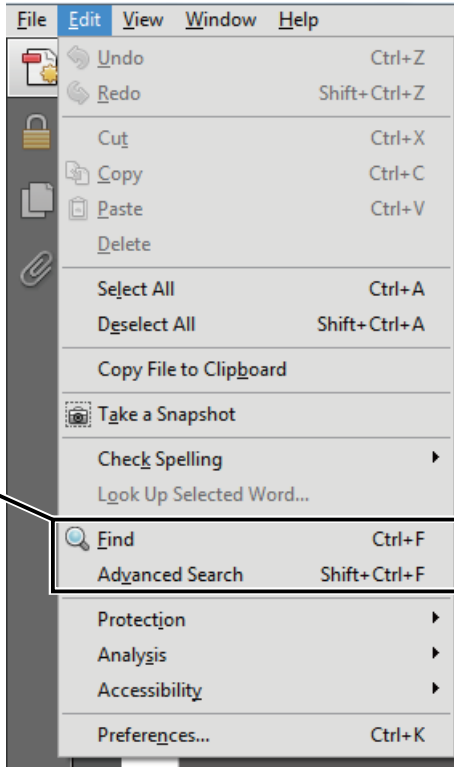 File Edit View Window Help
Undo Ctrl+Z
Redo Shift+Ctrl+Z
Cut Ctrl+X
Copy Ctrl+C
Paste Ctrl+V
Delete
Select All Ctrl+A
Deselect All Shift+Ctrl+A
Copy File to Clipboard
Take a Snapshot
Check Spelling
Look Up Selected Word...
Find Ctrl+F
Advanced Search Shift+Ctrl+F
Protection
Analysis
Accessibility
Preferences... Ctrl+K